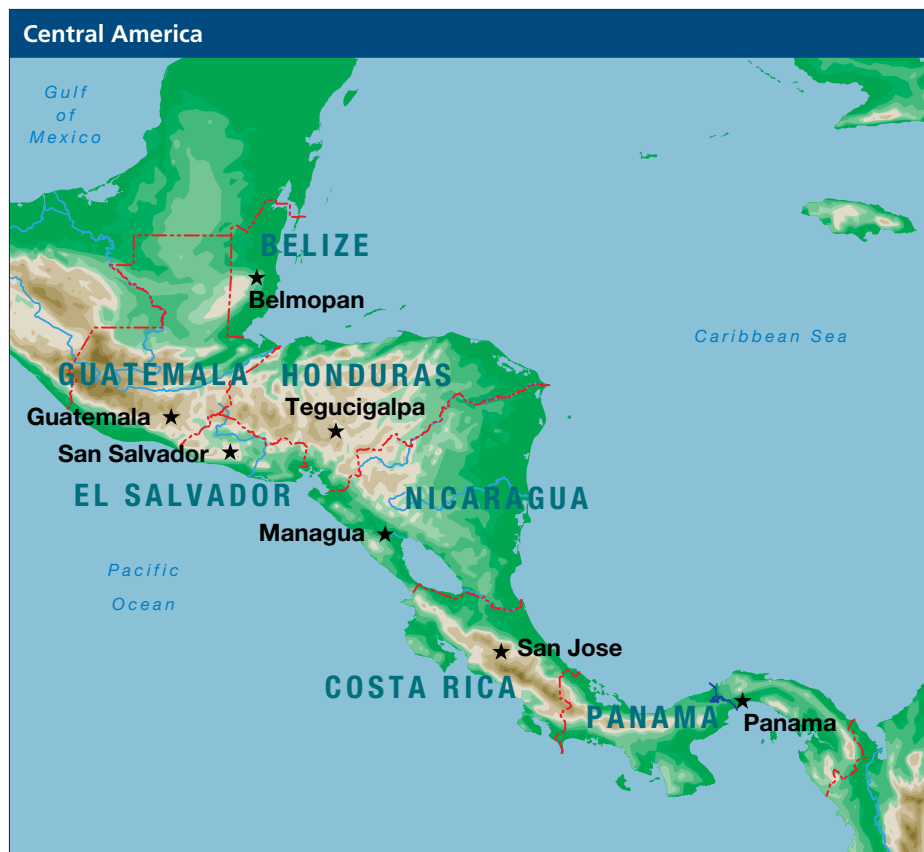 Central America
Gulf
of
Mexico
BELIZE
Belmopan
Caribbean Sea
GUATEMALA
HONDURAS
Guatemala
Tegucigalpa
San Salvador
EL SALVADOR
NICARAGUA
Managua
Pacific
Ocean
San Jose
COSTA RICA
PANAMA
Panama